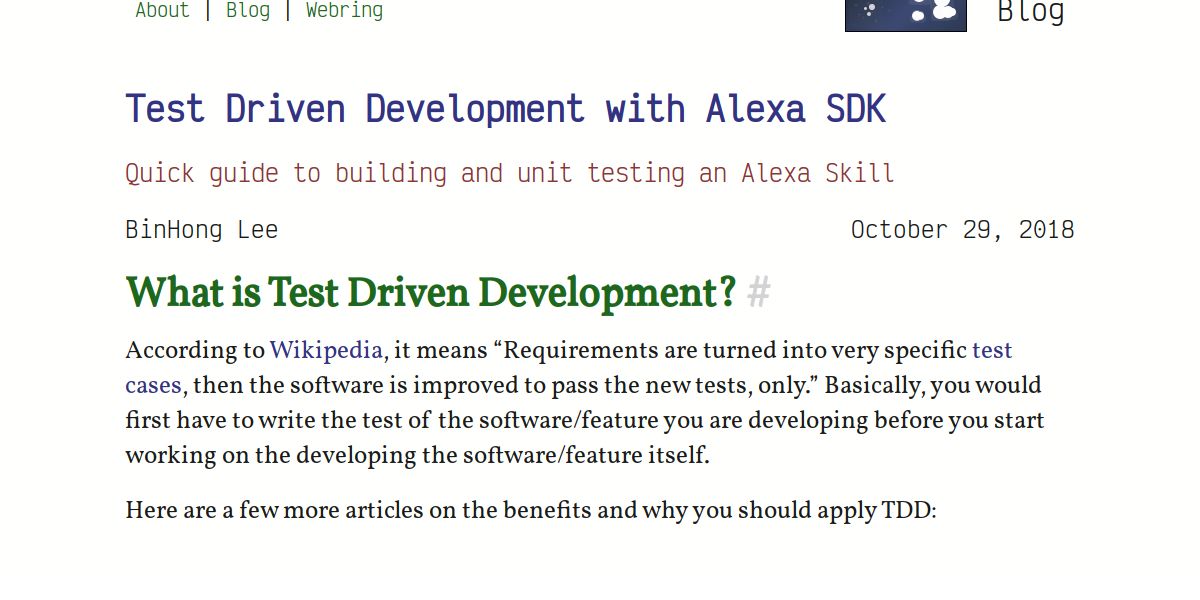 About | Blog | Webring
Blog
Test Driven Development with Alexa SDK
Quick guide to building and unit testing an Alexa Skill
BinHong Lee October 29, 2018
What is Test Driven Development? #
According to Wikipedia, it means “Requirements are turned into very specific test
cases, then the software is improved to pass the new tests, only.” Basically, you would
first have to write the test of the software/feature you are developing before you start
working on the developing the software/feature itself.
Here are a few more articles on the benefits and why you should apply TDD: